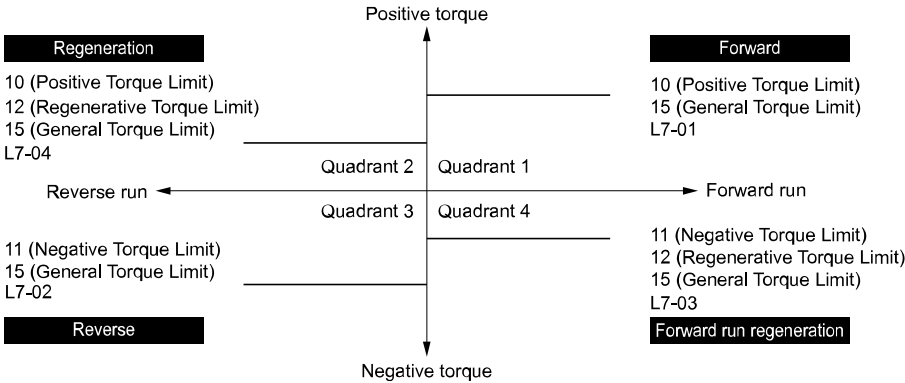 Positive torque
Regeneration
10 (Positive Torque Limit)
12 (Regenerative Torque Limit)
15 (General Torque Limit)
L7-04
Forward
10 (Positive Torque Limit)
15 (General Torque Limit)
L7-01
Quadrant 2
Quadrant 1
Reverse run
Forward run
Quadrant 3
Quadrant 4
11 (Negative Torque Limit)
15 (General Torque Limit)
L7-02
Reverse
11 (Negative Torque Limit)
12 (Regenerative Torque Limit)
15 (General Torque Limit)
L7-03
Forward run regeneration
Negative torque